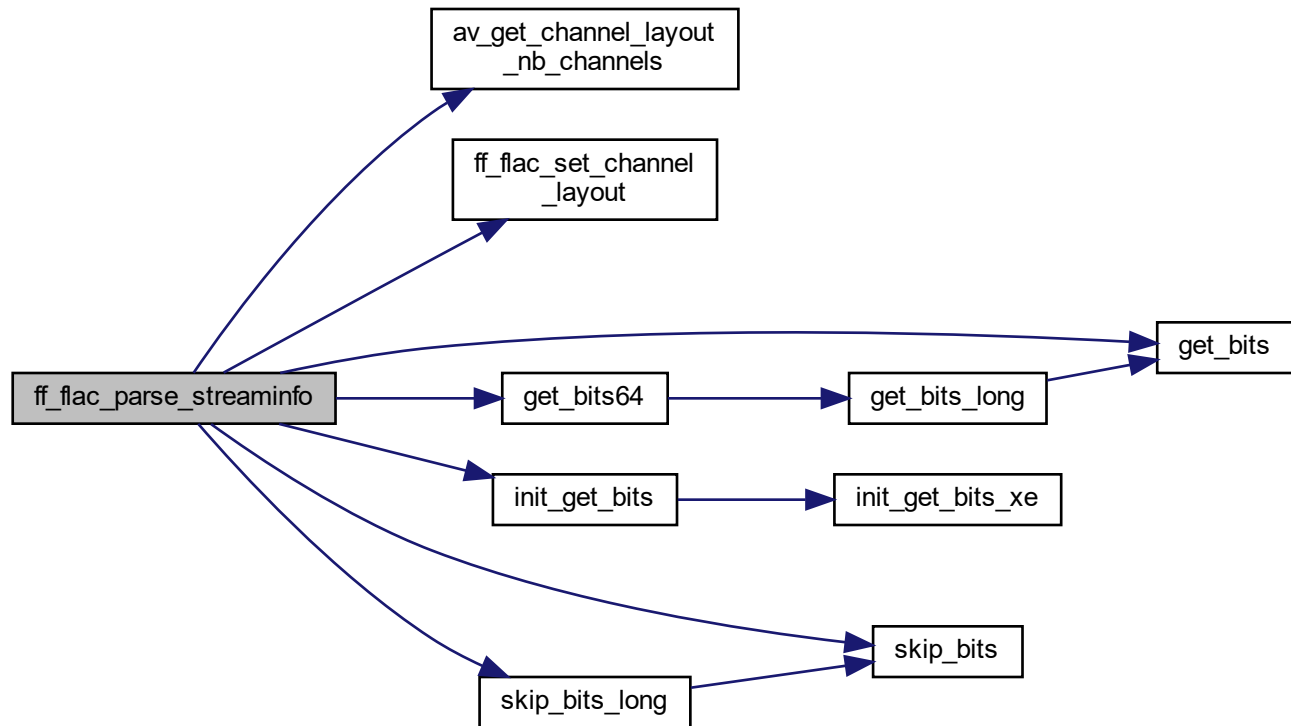 av_get_channel_layout
_nb_channels
ff_flac_set_channel
_layout
get_bits
ff_flac_parse_streaminfo
get_bits64
get_bits_long
init_get_bits
init_get_bits_xe
skip_bits
skip_bits_long